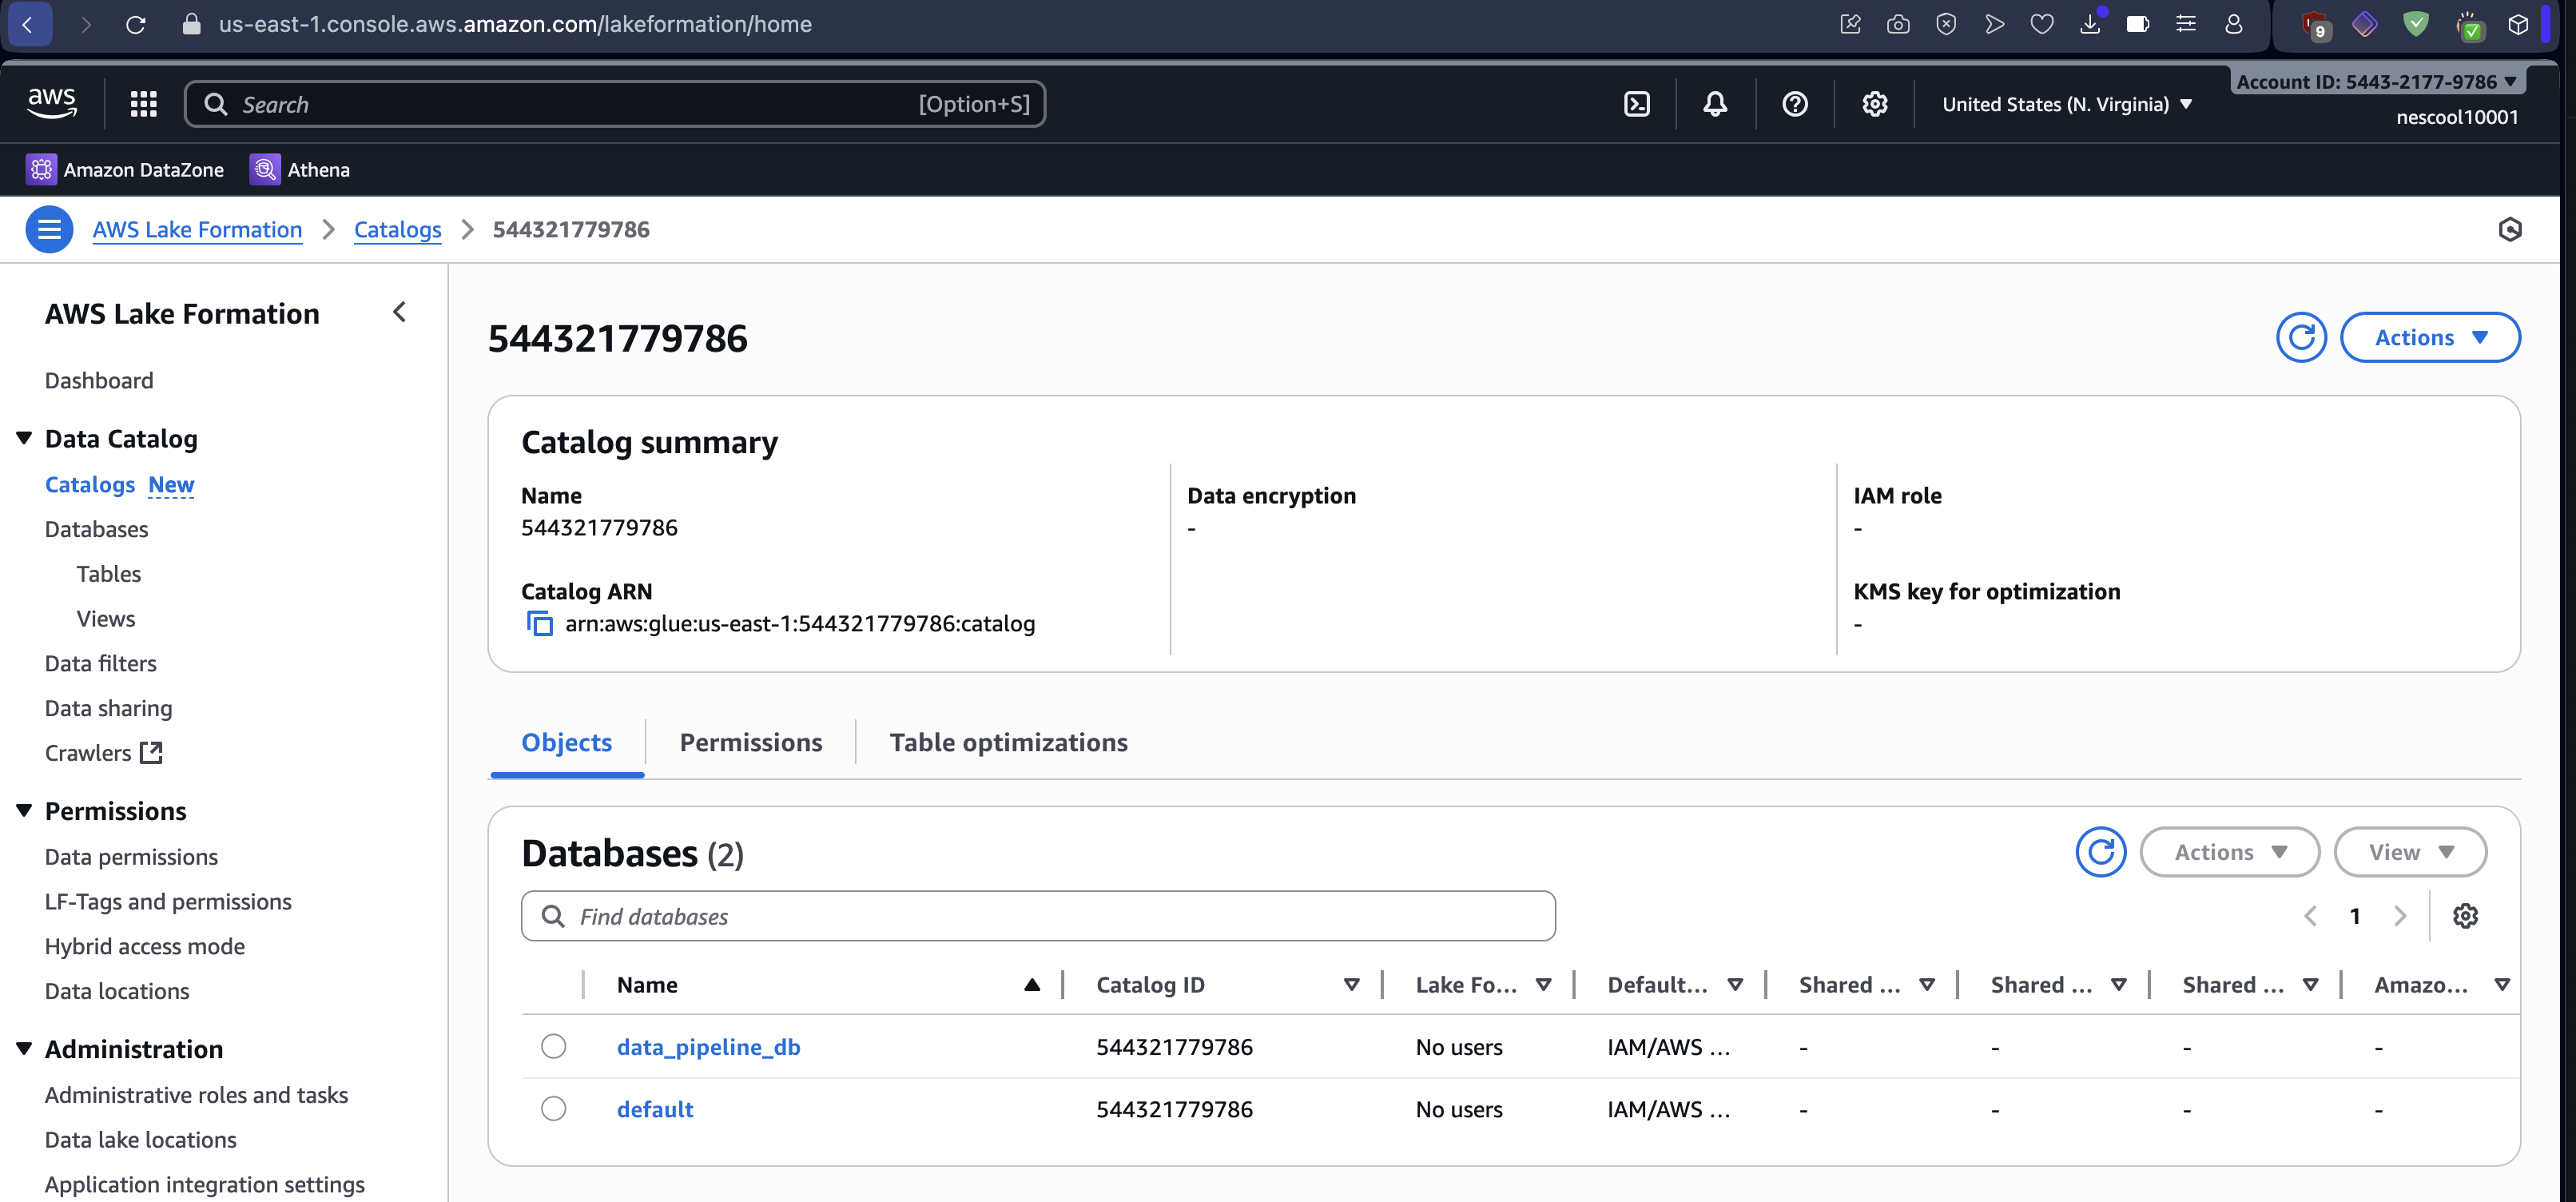 us-east-1.console.aws.amazon.com/lakeformation/home
9
aws
Search
[Option+S]
United States (N. Virginia)
Account ID: 5443-2177-9786
nescool10001
Amazon DataZone
Athena
AWS Lake Formation
Catalogs
544321779786
AWS Lake Formation
Dashboard
Data Catalog
Catalogs New
Databases
Tables
Views
Data filters
Data sharing
Crawlers
Permissions
Data permissions
LF-Tags and permissions
Hybrid access mode
Data locations
Administration
Administrative roles and tasks
Data lake locations
Application integration settings
544321779786
Actions
Catalog summary
Name
544321779786
Catalog ARN
arn:aws:glue:us-east-1:544321779786:catalog
Data encryption
-
IAM role
-
KMS key for optimization
-
Objects
Permissions
Table optimizations
Databases (2)
Actions
View
Find databases
1
Name Catalog ID Lake Fo... Default... Shared ... Shared ... Shared ... Amazo...
data_pipeline_db 544321779786 No users IAM/AWS ... - - - -
default 544321779786 No users IAM/AWS ... - - - -